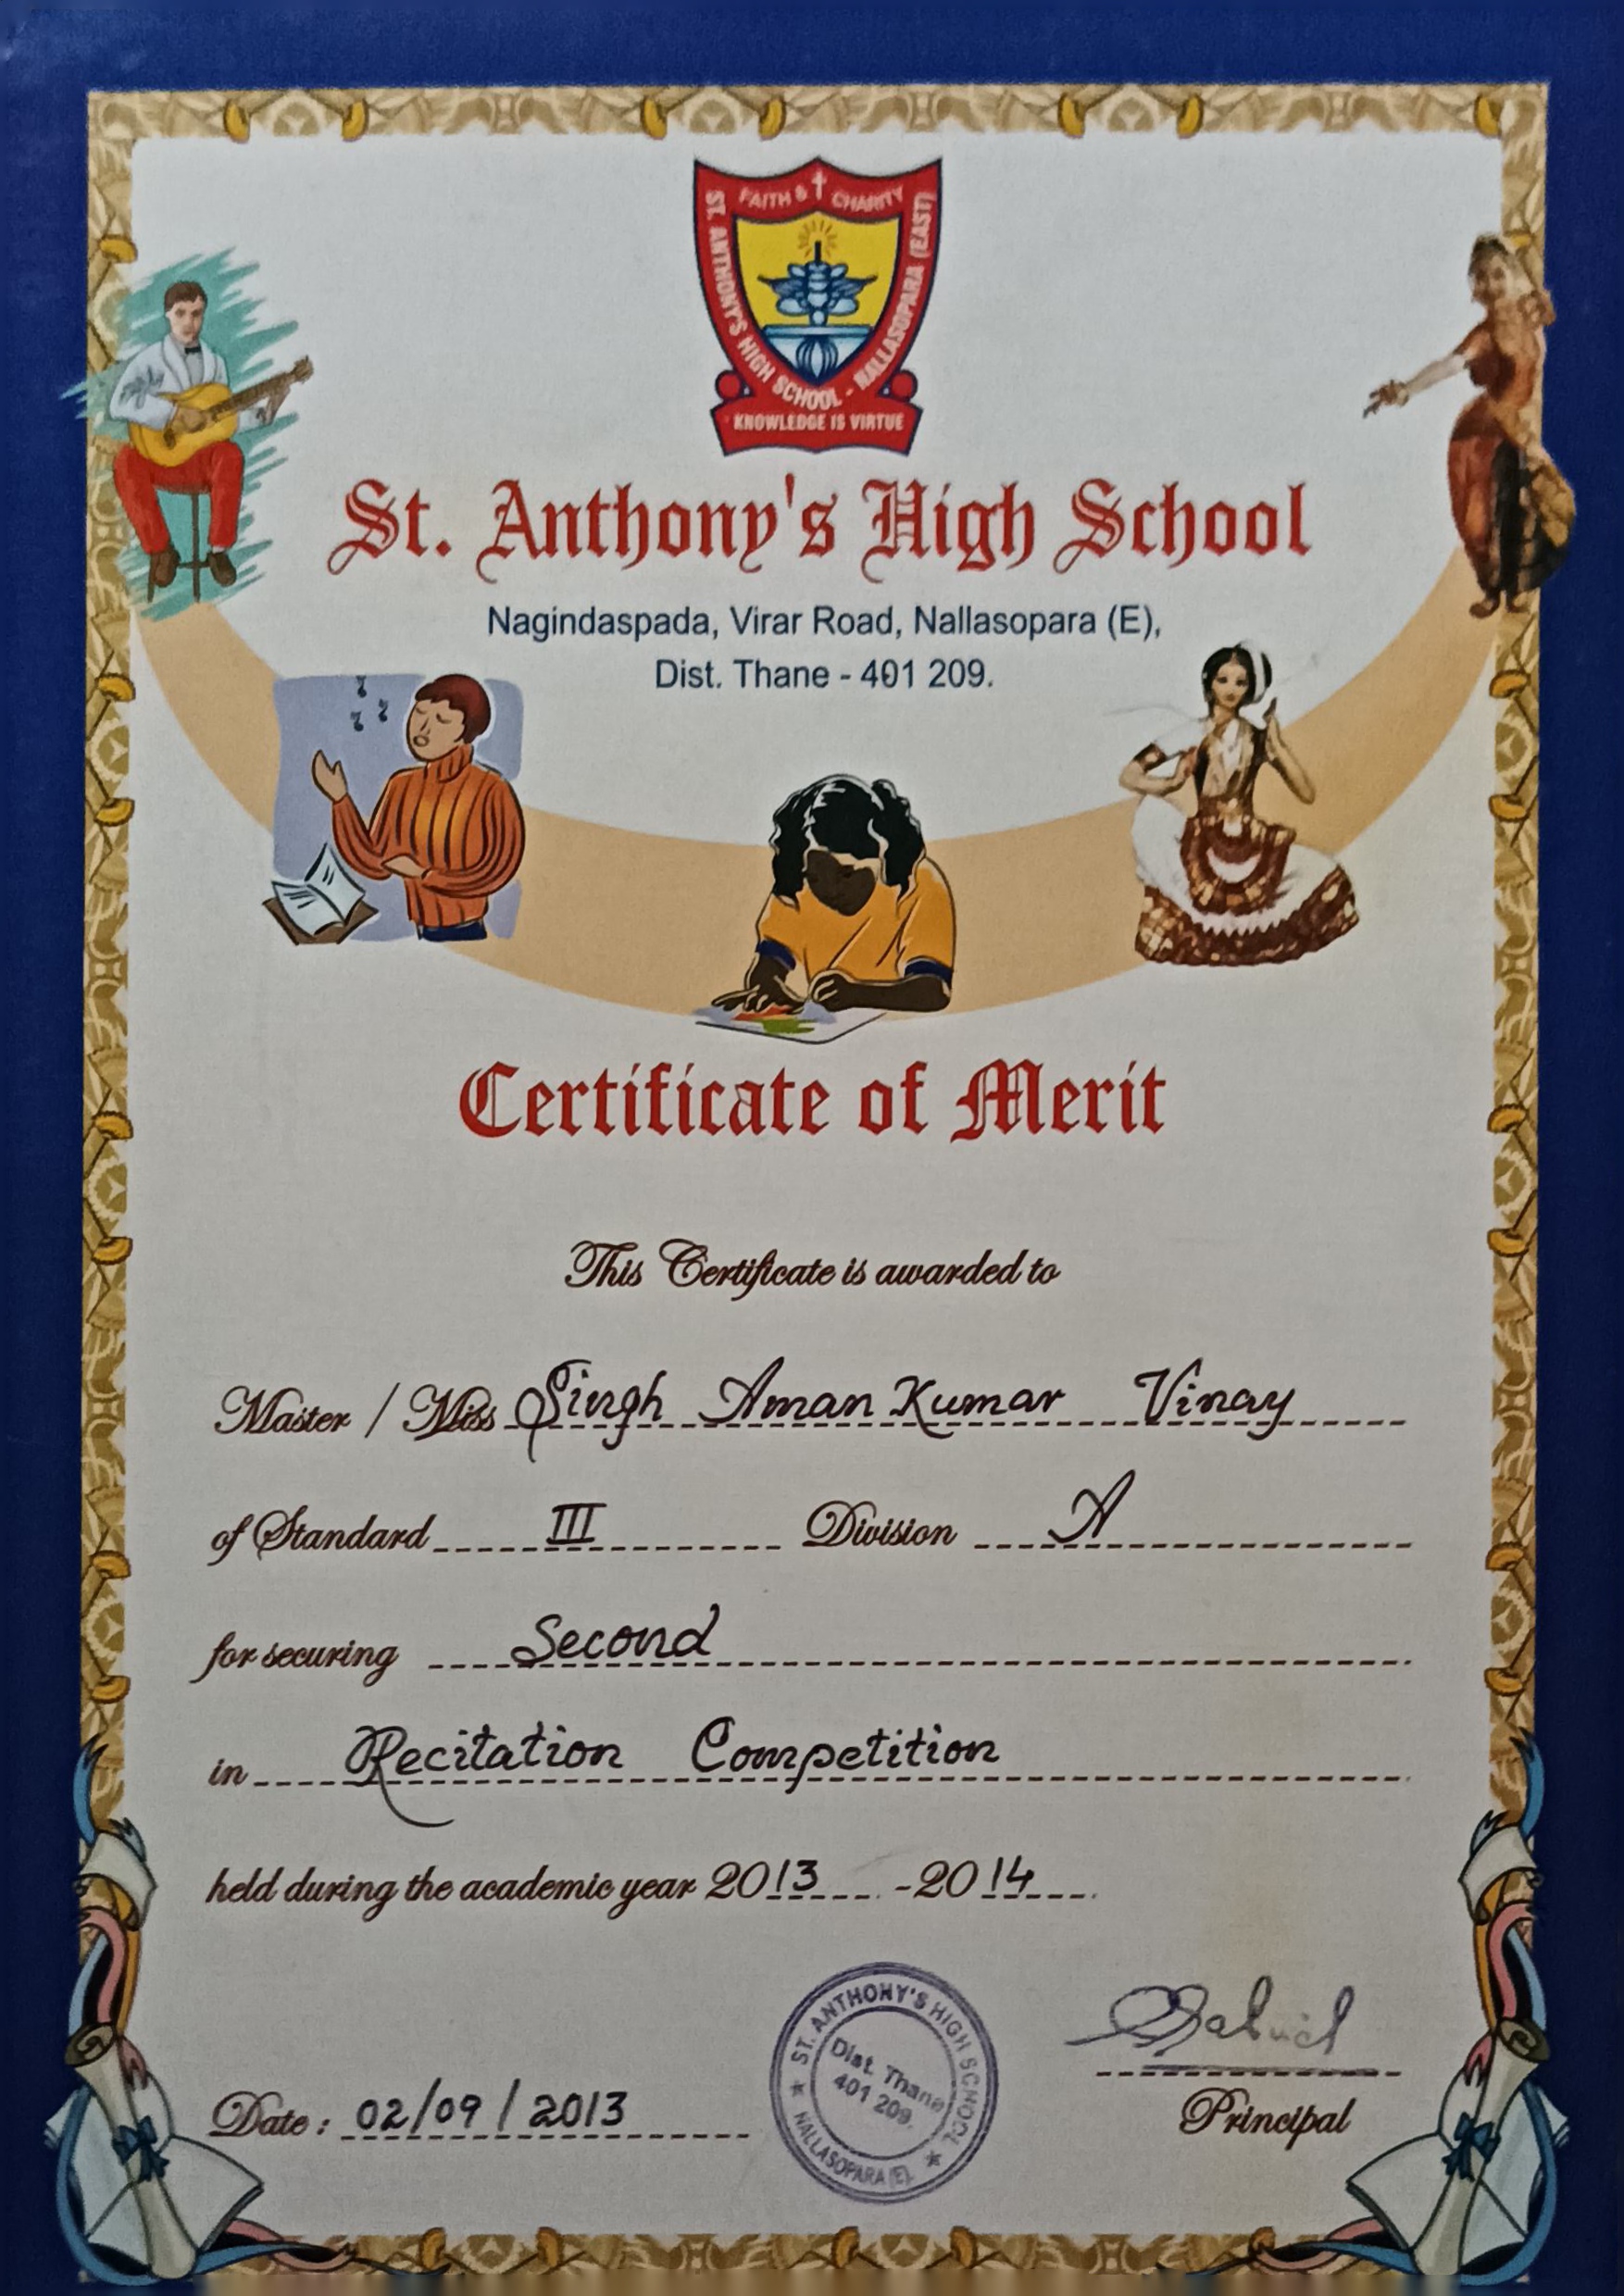 FAITH & CHARITY
ST. ANTHONY'S HIGH SCHOOL - NALLASOPARA (EAST)
KNOWLEDGE IS VIRTUE
St. Anthony's High School
Nagindaspada, Virar Road, Nallasopara (E),
Dist. Thane - 401 209.
Certificate of Merit
This Certificate is awarded to
Master / Miss Singh Aman Kumar Vinay
of Standard III Division A
for securing Second
in Recitation Competition
held during the academic year 2013 - 2014
ST. ANTHONY'S HIGH SCHOOL
Dist. Thane
401 209.
NALLASOPARA (E).
Date : 02/09/2013
Principal